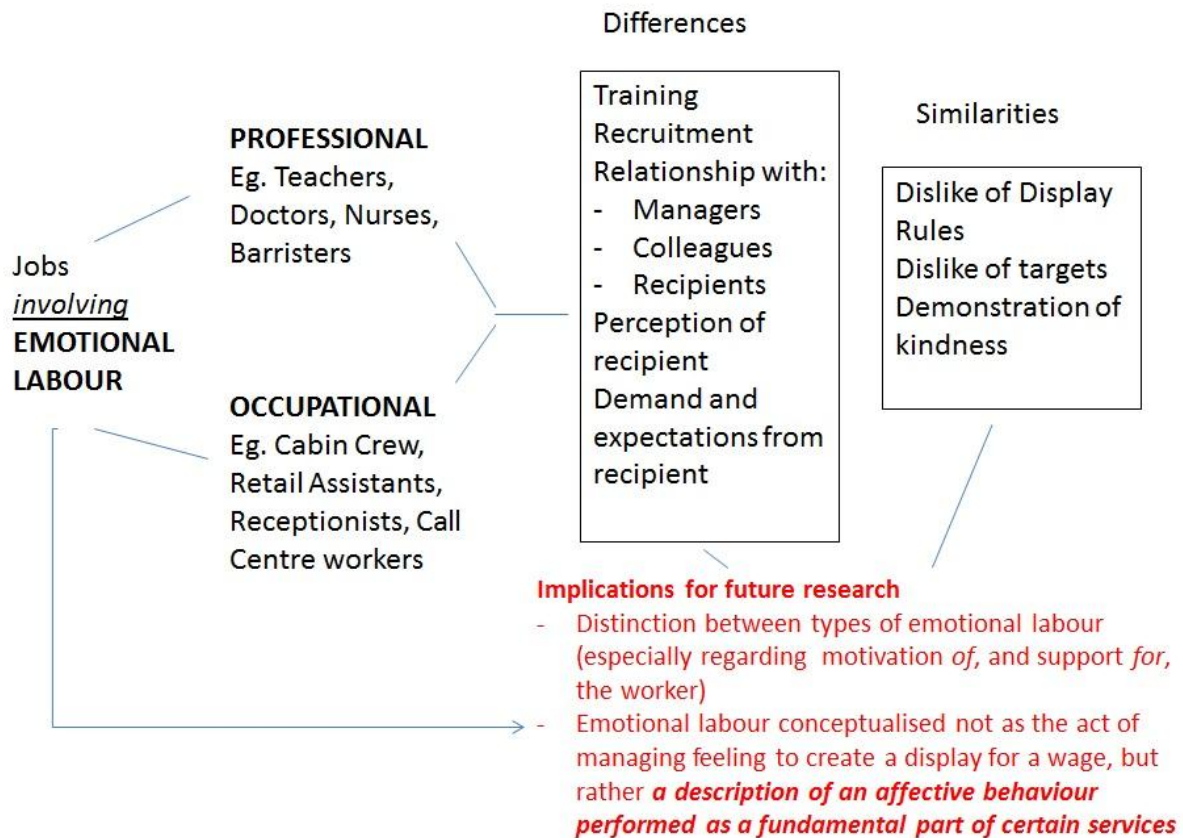 Jobs
involving
EMOTIONAL
LABOUR
PROFESSIONAL
Eg. Teachers,
Doctors, Nurses,
Barristers
OCCUPATIONAL
Eg. Cabin Crew,
Retail Assistants,
Receptionists, Call
Centre workers
Differences
Training
Recruitment
Relationship with:
- Managers
- Colleagues
- Recipients
Perception of
recipient
Demand and
expectations from
recipient
Similarities
Dislike of Display
Rules
Dislike of targets
Demonstration of
kindness
Implications for future research
- Distinction between types of emotional labour
(especially regarding motivation of, and support for,
the worker)
- Emotional labour conceptualised not as the act of
managing feeling to create a display for a wage, but
rather a description of an affective behaviour
performed as a fundamental part of certain services